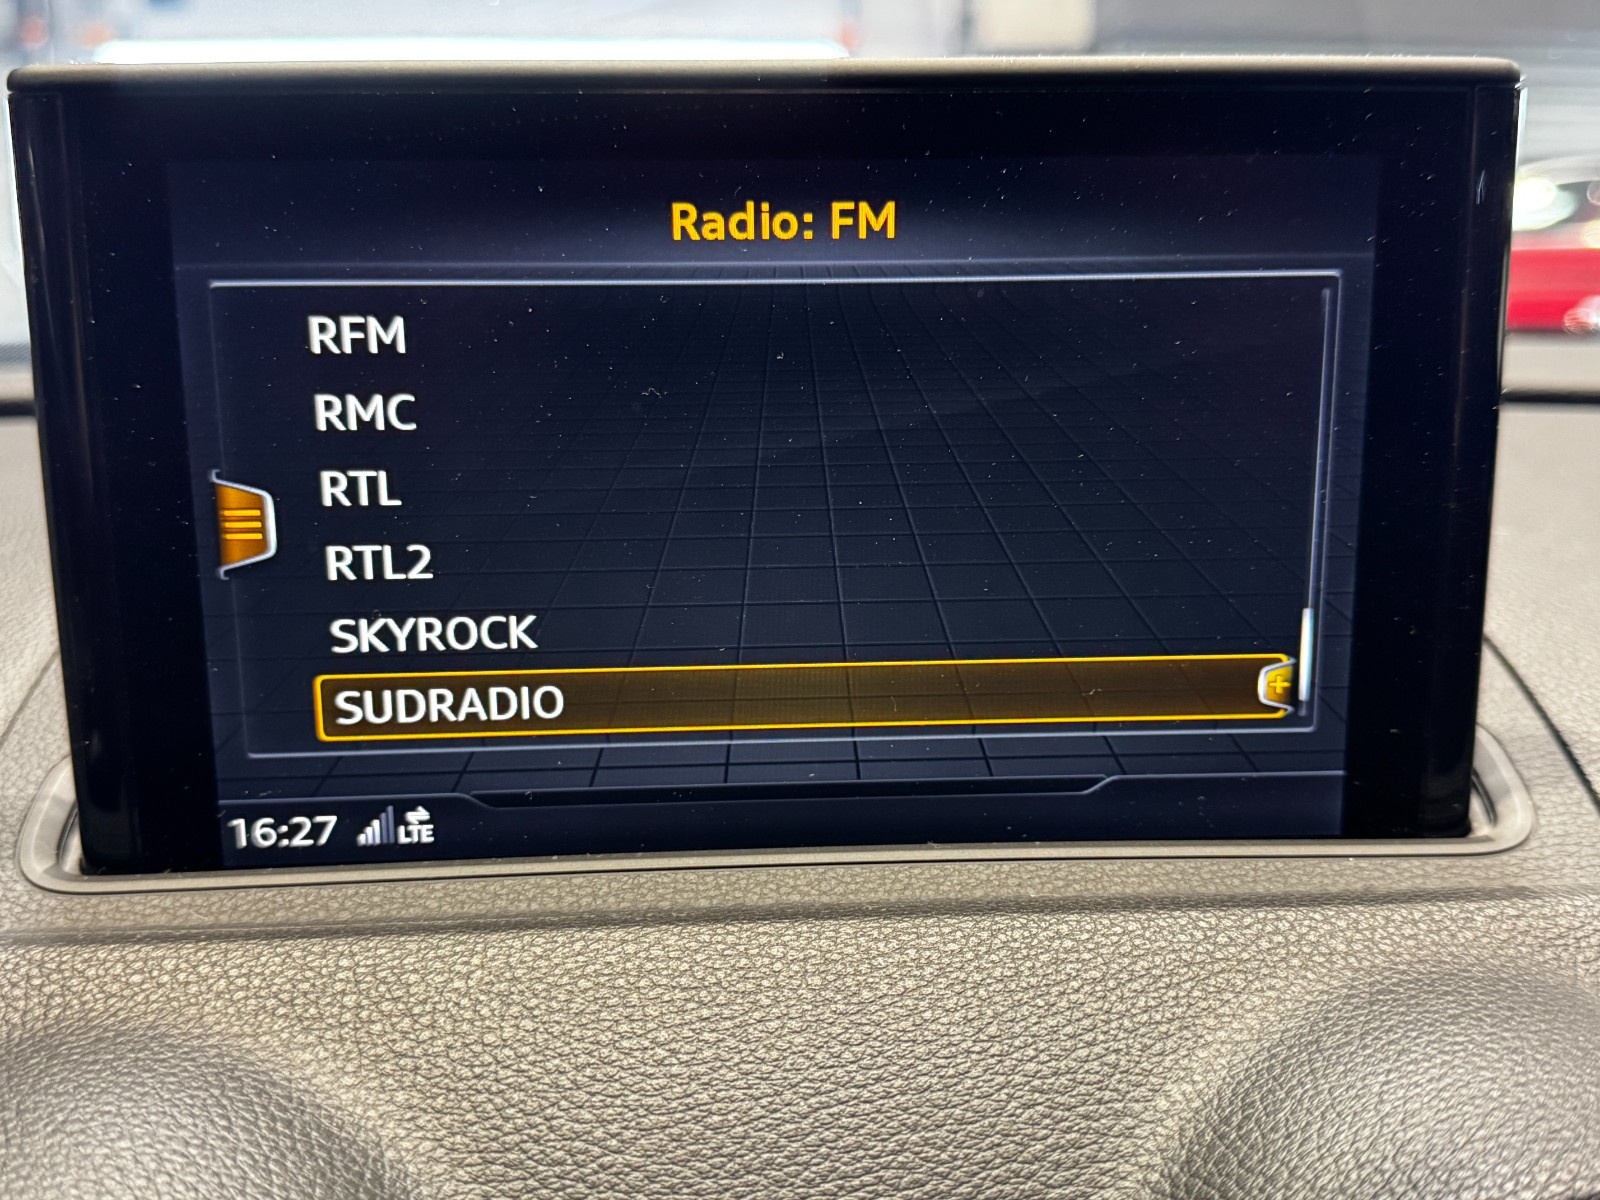 Radio: FM
RFM
RMC
RTL
RTL2
SKYROCK
SUDRADIO
16:27 LTE